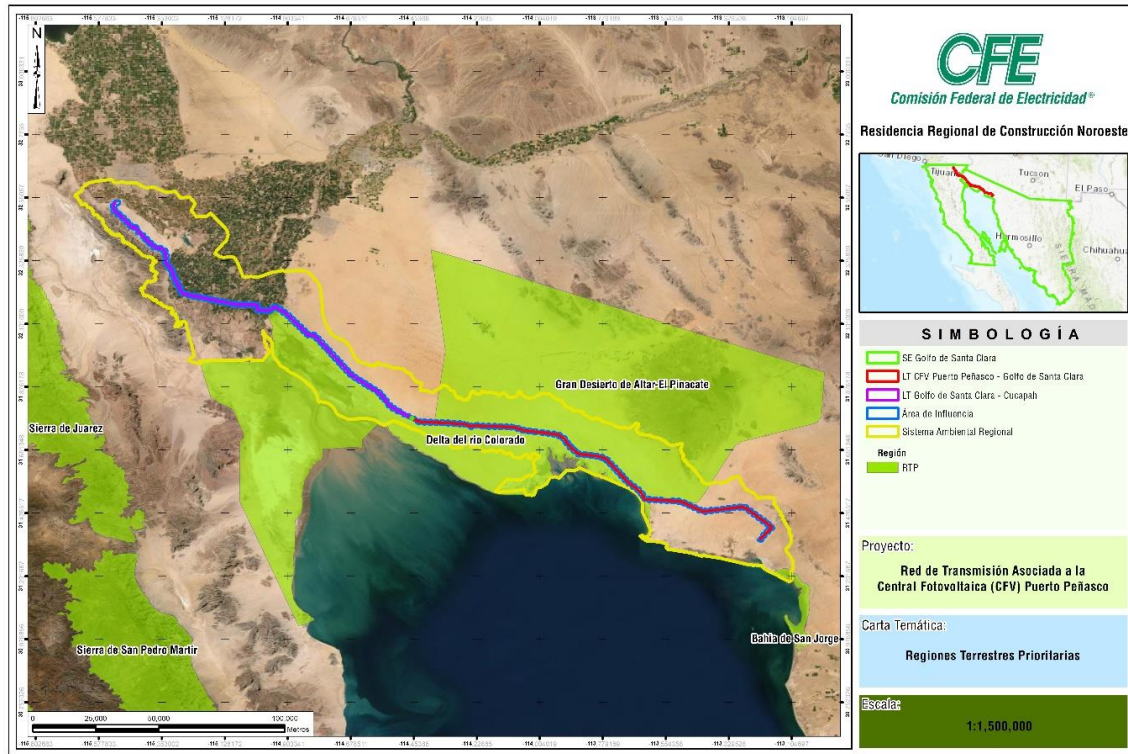 N
Sierra de Juarez
Gran Desierto de Altar-El Pinacate
Delta del río Colorado
Sierra de San Pedro Martir
Bahia de San Jorge
0 25,000 50,000 100,000
Metros
CFE
Comisión Federal de Electricidad®
Residencia Regional de Construcción Noroeste
San Diego
Tijuana
Tucson
El Paso
Hermosillo
Chihuahua
SIERRA MAD
SIMBOLOGÍA
SE Golfo de Santa Clara
LT CFV Puerto Peñasco - Golfo de Santa Clara
LT Golfo de Santa Clara - Cucapah
Área de Influencia
Sistema Ambiental Regional
Región
RTP
Proyecto:
Red de Transmisión Asociada a la
Central Fotovoltaica (CFV) Puerto Peñasco
Carta Temática:
Regiones Terrestres Prioritarias
Escala:
1:1,500,000